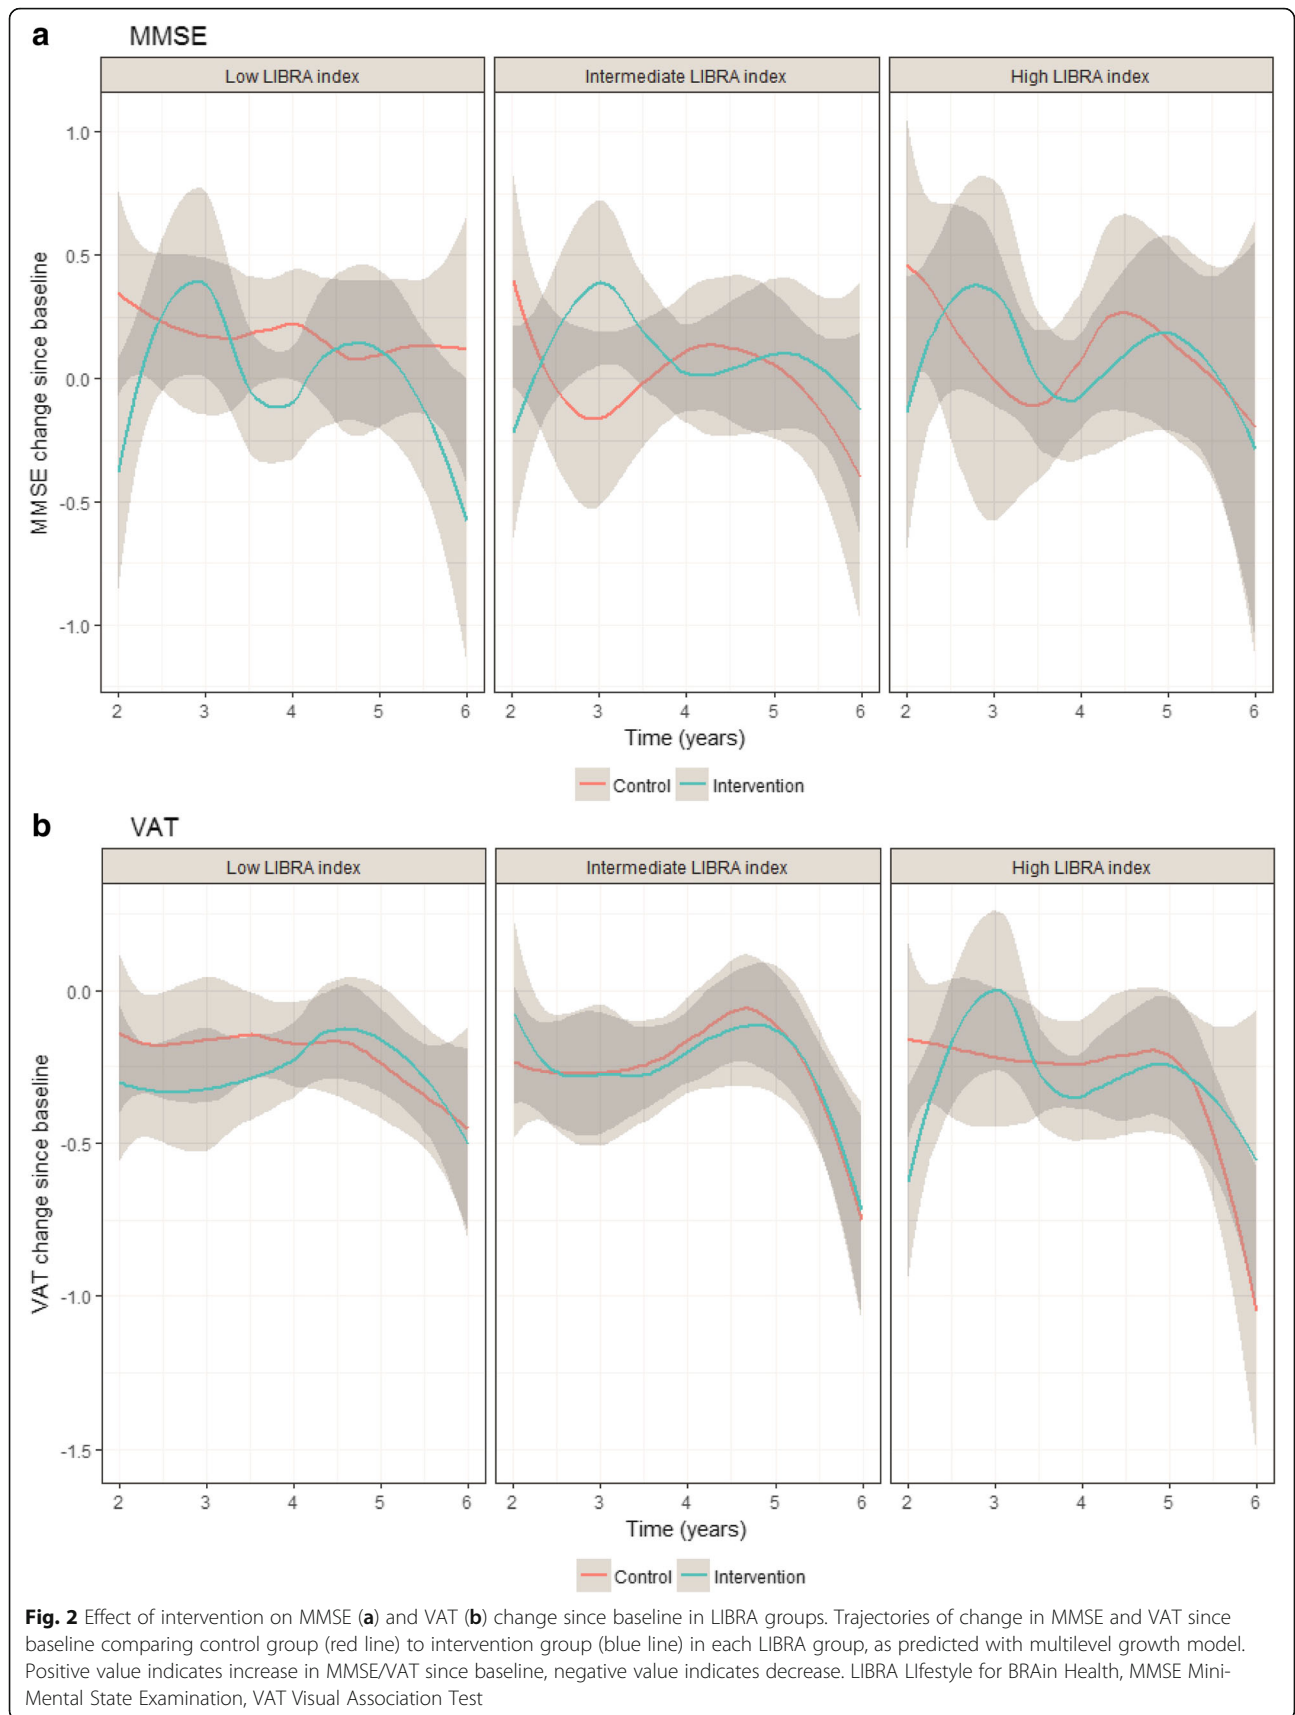 a MMSE
Low LIBRA index Intermediate LIBRA index High LIBRA index
MMSE change since baseline
1.0
0.5
0.0
-0.5
-1.0
2 3 4 5 6 2 3 4 5 6 2 3 4 5 6
Time (years)
Control Intervention
b VAT
Low LIBRA index Intermediate LIBRA index High LIBRA index
VAT change since baseline
0.0
-0.5
-1.0
-1.5
2 3 4 5 6 2 3 4 5 6 2 3 4 5 6
Time (years)
Control Intervention
Fig. 2 Effect of intervention on MMSE (a) and VAT (b) change since baseline in LIBRA groups. Trajectories of change in MMSE and VAT since
baseline comparing control group (red line) to intervention group (blue line) in each LIBRA group, as predicted with multilevel growth model.
Positive value indicates increase in MMSE/VAT since baseline, negative value indicates decrease. LIBRA LIfestyle for BRAin Health, MMSE Mini-
Mental State Examination, VAT Visual Association Test